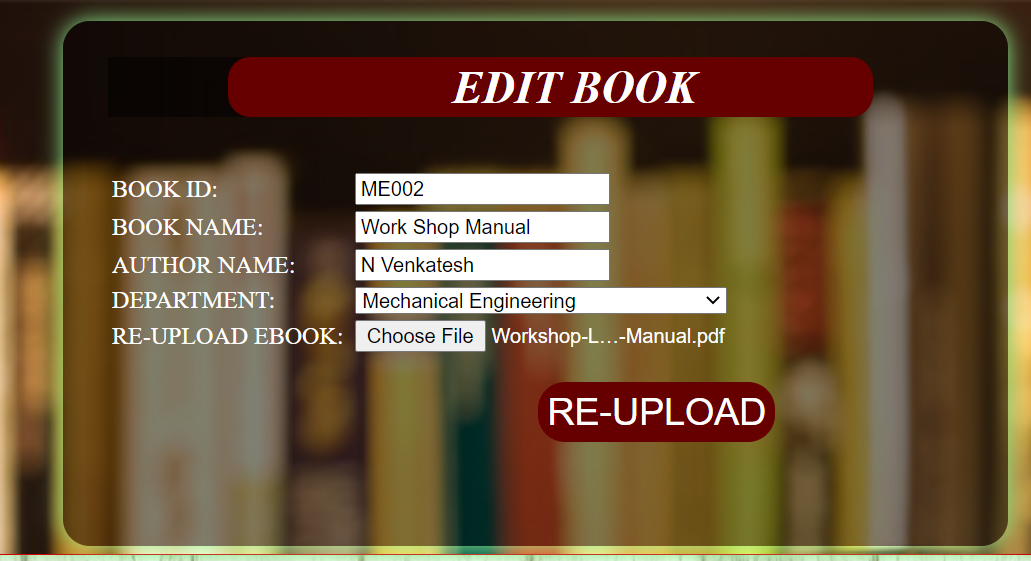 EDIT BOOK
BOOK ID: ME002
BOOK NAME: Work Shop Manual
AUTHOR NAME: N Venkatesh
DEPARTMENT: Mechanical Engineering
RE-UPLOAD EBOOK: Choose File Workshop-L...-Manual.pdf
RE-UPLOAD